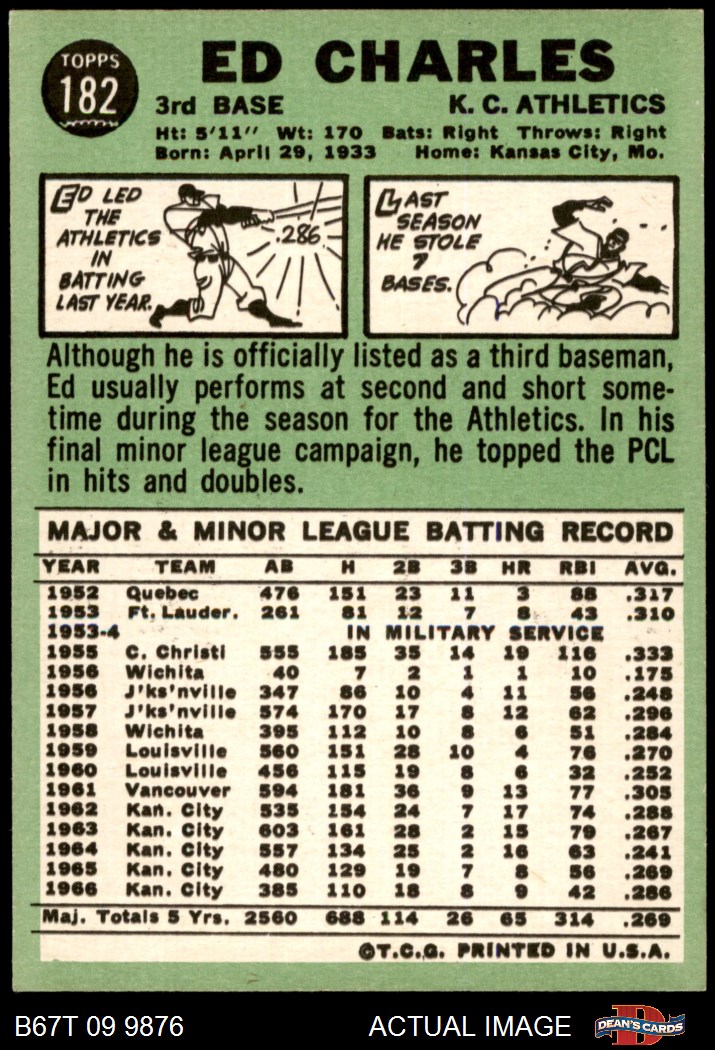 TOPPS
182
ED CHARLES
3rd BASE K. C. ATHLETICS
Ht: 5'11" Wt: 170 Bats: Right Throws: Right
Born: April 29, 1933 Home: Kansas City, Mo.
ED LED
THE
ATHLETICS
IN
BATTING
LAST YEAR.
.286
LAST
SEASON
HE STOLE
7
BASES.
Although he is officially listed as a third baseman,
Ed usually performs at second and short some-
time during the season for the Athletics. In his
final minor league campaign, he topped the PCL
in hits and doubles.
MAJOR & MINOR LEAGUE BATTING RECORD
YEAR TEAM AB H 2B 3B HR RBI AVG.
1952 Quebec 476 151 23 11 3 88 .317
1953 Ft. Lauder. 261 81 12 7 8 43 .310
1953-4 IN MILITARY SERVICE
1955 C. Christi 555 185 35 14 19 116 .333
1956 Wichita 40 7 2 1 1 10 .175
1956 J'ks'nville 347 86 10 4 11 56 .248
1957 J'ks'nville 574 170 17 8 12 62 .296
1958 Wichita 395 112 10 8 6 51 .284
1959 Louisville 560 151 28 10 4 76 .270
1960 Louisville 456 115 19 8 6 32 .252
1961 Vancouver 594 181 36 9 13 77 .305
1962 Kan. City 535 154 24 7 17 74 .288
1963 Kan. City 603 161 28 2 15 79 .267
1964 Kan. City 557 134 25 2 16 63 .241
1965 Kan. City 480 129 19 7 8 56 .269
1966 Kan. City 385 110 18 8 9 42 .286
Maj. Totals 5 Yrs. 2560 688 114 26 65 314 .269
©T.C.G. PRINTED IN U.S.A.
B67T 09 9876 ACTUAL IMAGE D DEAN'S CARDS